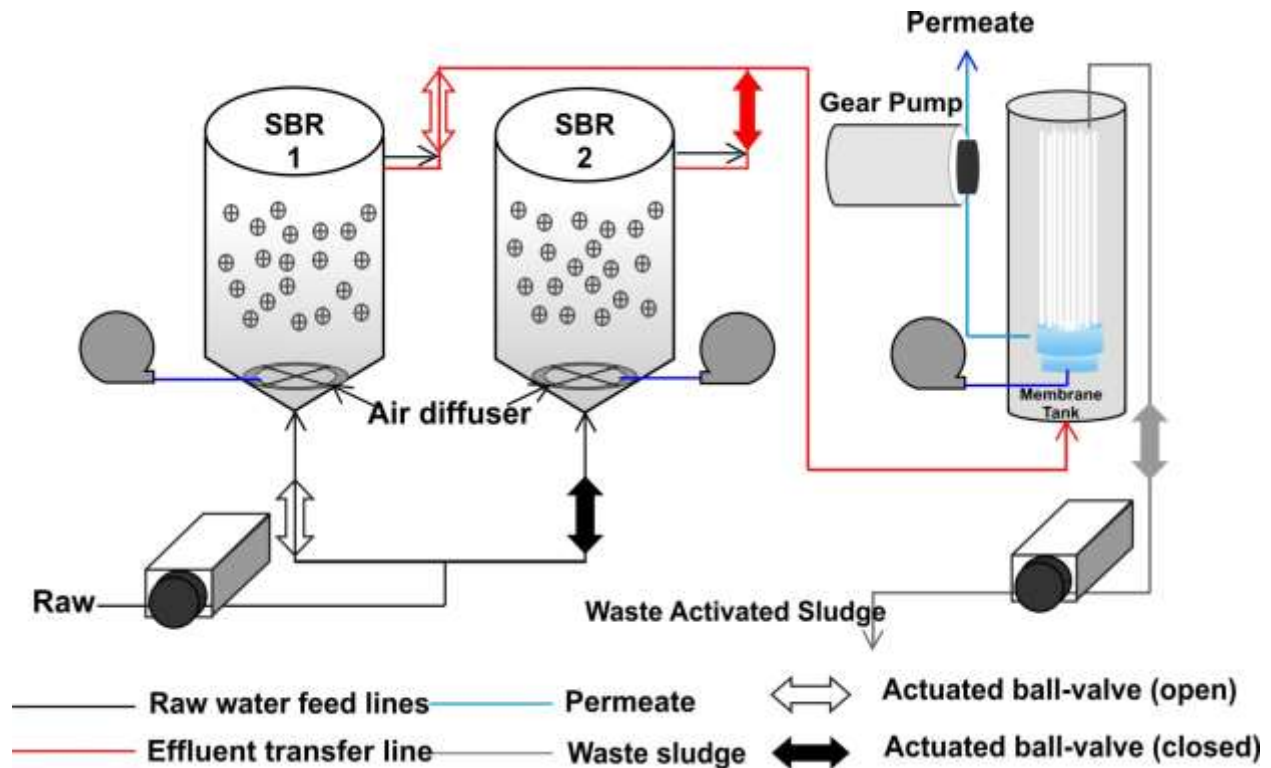 Permeate
Gear Pump
SBR
1
SBR
2
Membrane
Tank
Air diffuser
Raw
Waste Activated Sludge
Raw water feed lines
Permeate
Actuated ball-valve (open)
Effluent transfer line
Waste sludge
Actuated ball-valve (closed)